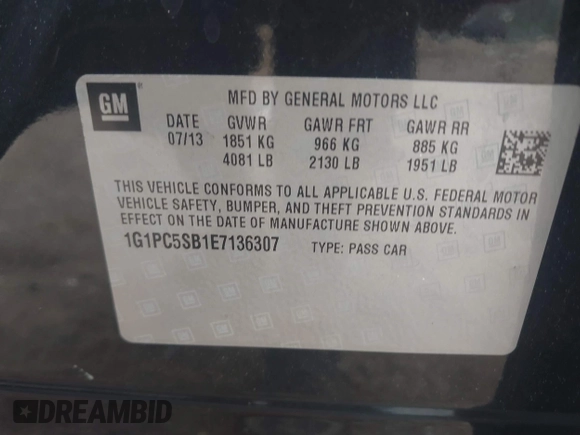 GM
MFD BY GENERAL MOTORS LLC
DATE GVWR GAWR FRT GAWR RR
07/13 1851 KG 966 KG 885 KG
4081 LB 2130 LB 1951 LB
THIS VEHICLE CONFORMS TO ALL APPLICABLE U.S. FEDERAL MOTOR
VEHICLE SAFETY, BUMPER, AND THEFT PREVENTION STANDARDS IN
EFFECT ON THE DATE OF MANUFACTURE SHOWN ABOVE.
1G1PC5SB1E7136307 TYPE: PASS CAR
DREAMBID